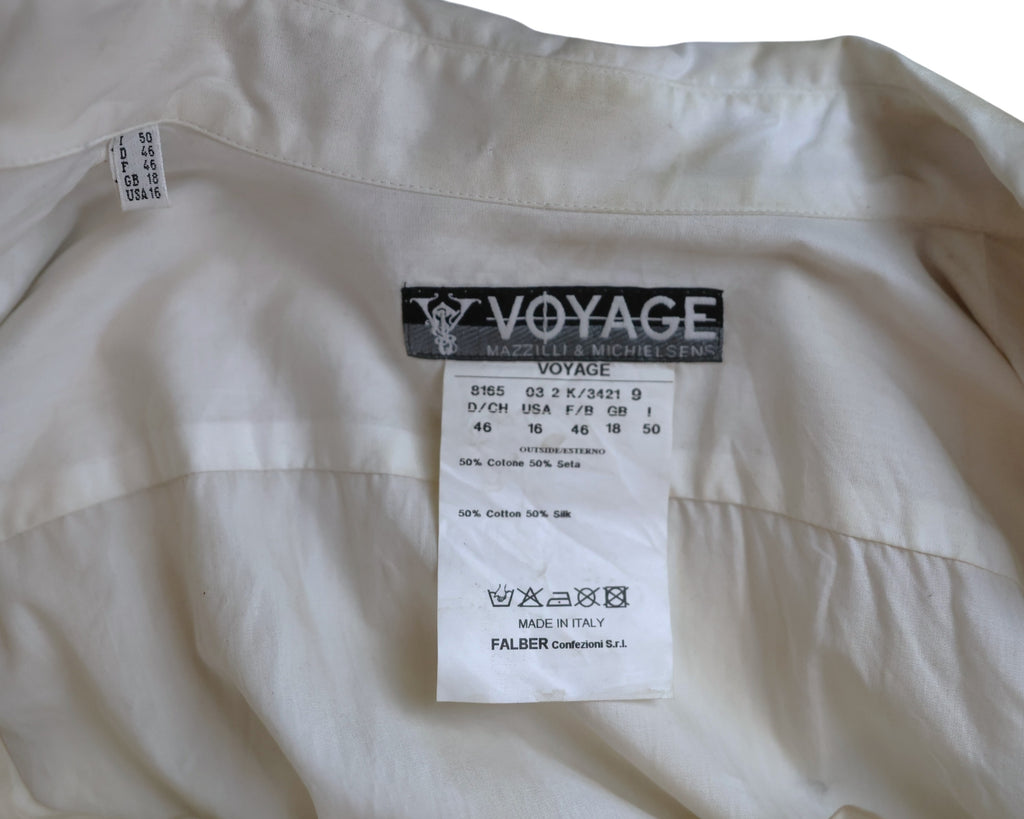 I 50
D 46
F 46
GB 18
USA 16
VOYAGE
MAZZILLI & MICHIELSENS
VOYAGE
8165 03 2 K/3421 9
D/CH USA F/B GB I
46 16 46 18 50
OUTSIDE/ESTERNO
50% Cotone 50% Seta
50% Cotton 50% Silk
MADE IN ITALY
FALBER Confezioni S.r.l.